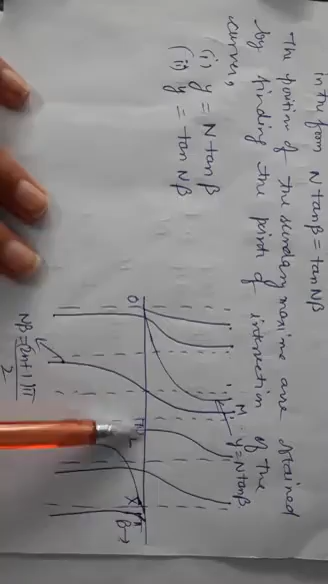 in the form N tanβ = tan Nβ
The position of the secondary maxima are obtained
by finding the point of intersection of the
curves,
(i) y = N tanβ
(ii) y = tan Nβ
M
y = N tanβ
O
X
β→
Nβ = (2m+1)π
2